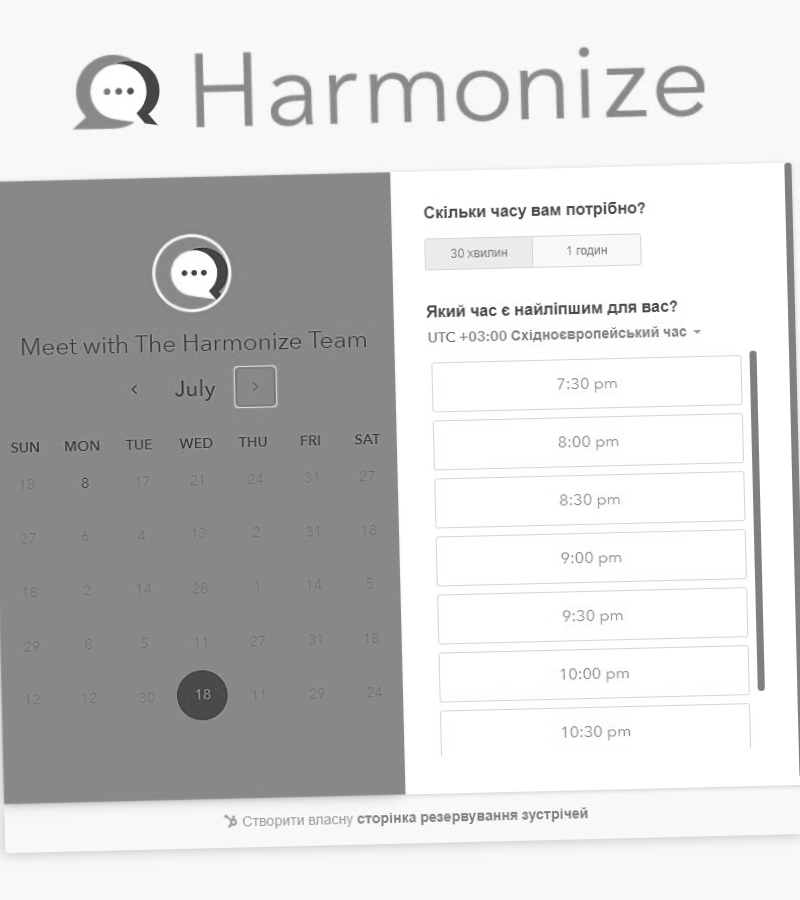 Harmonize
Meet with The Harmonize Team
July
SUN MON TUE WED THU FRI SAT
18 8 17 21 24 31 27
27 6 4 13 2 31 18
18 2 14 28 1 14 5
29 8 5 11 27 31 18
12 12 30 18 11 29 24
Скільки часу вам потрібно?
30 хвилин 1 годин
Який час є найліпшим для вас?
UTC +03:00 Східноєвропейський час
7:30 pm
8:00 pm
8:30 pm
9:00 pm
9:30 pm
10:00 pm
10:30 pm
Створити власну сторінка резервування зустрічей